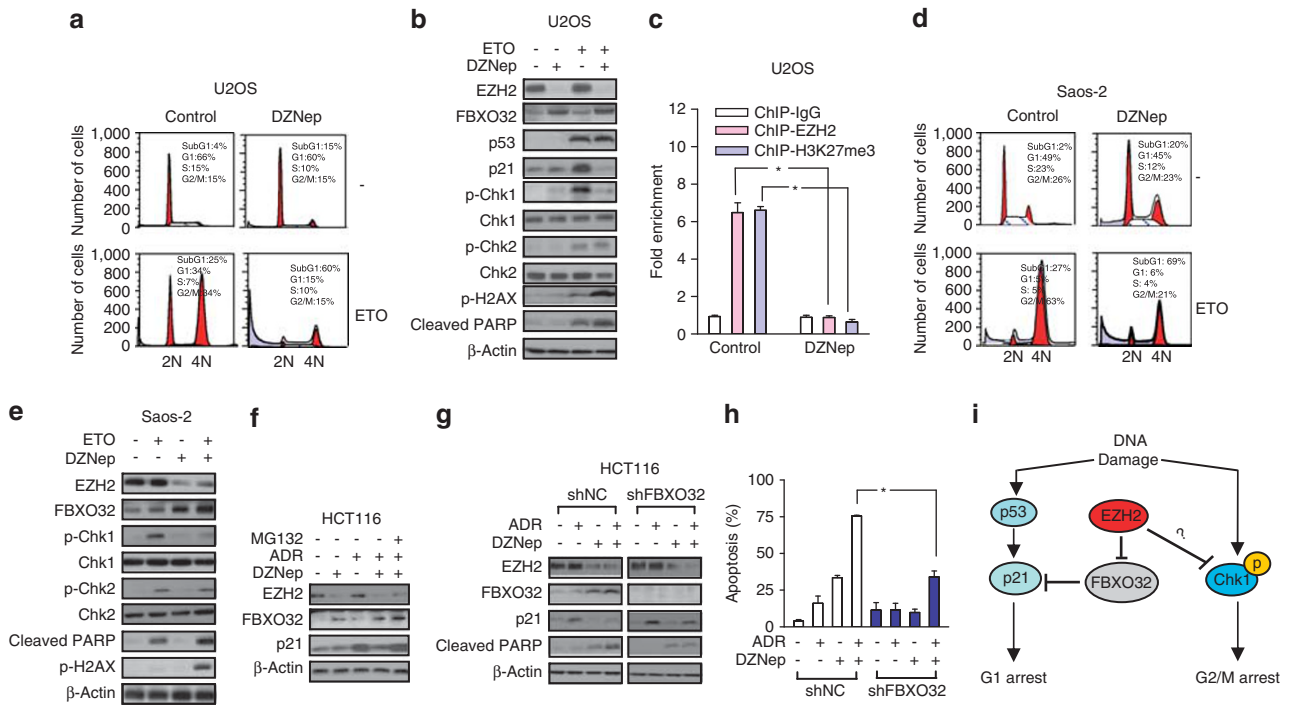 a
U2OS
Control DZNep
Number of cells
1,000
800
600
400
200
0
SubG1:4%
G1:66%
S:15%
G2/M:15%
SubG1:15%
G1:60%
S:10%
G2/M:15%
-
Number of cells
1,000
800
600
400
200
0
SubG1:25%
G1:34%
S:7%
SubG1:60%
G1:15%
S:10%
G2/M:15%
ETO
2N 4N 2N 4N
b
U2OS
ETO - - + +
DZNep - + - +
EZH2
FBXO32
p53
p21
p-Chk1
Chk1
p-Chk2
Chk2
p-H2AX
Cleaved PARP
β-Actin
c
U2OS
Fold enrichment
12
10
8
6
4
2
0
ChIP-IgG
ChIP-EZH2
ChIP-H3K27me3
*
*
Control DZNep
d
Saos-2
Control DZNep
Number of cells
1,000
800
600
400
200
0
SubG1:2%
G1:49%
S:23%
G2/M:26%
SubG1:20%
G1:45%
S:12%
G2/M:23%
-
Number of cells
1,000
800
600
400
200
0
SubG1:27%
SubG1: 69%
G1: 6%
S: 4%
G2/M:21%
ETO
2N 4N 2N 4N
e
Saos-2
ETO - + - +
DZNep - - + +
EZH2
FBXO32
p-Chk1
Chk1
p-Chk2
Chk2
Cleaved PARP
p-H2AX
β-Actin
f
HCT116
MG132 - - - - +
ADR - - + + +
DZNep - + - + +
EZH2
FBXO32
p21
β-Actin
g
HCT116
shNC shFBXO32
ADR - + - + - + - +
DZNep - - + + - - + +
EZH2
FBXO32
p21
Cleaved PARP
β-Actin
h
Apoptosis (%)
100
75
50
25
0
*
ADR - + - + - + - +
DZNep - - + + - - + +
shNC shFBXO32
i
DNA
Damage
p53
EZH2
?
p
p21
FBXO32
Chk1
G1 arrest
G2/M arrest